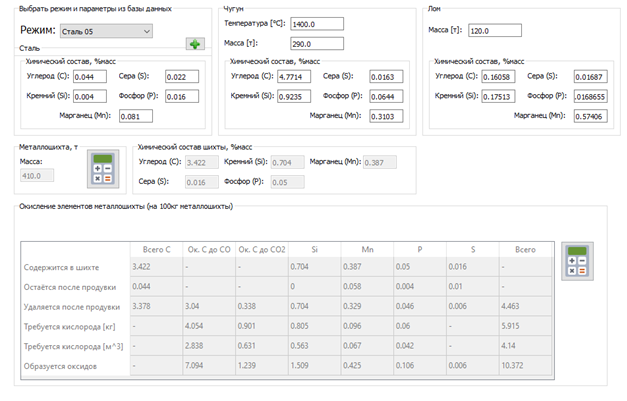 Выбрать режим и параметры из базы данных
Режим: Сталь 05
Сталь
Химический состав, %масс
Углерод (C): 0.044 Сера (S): 0.022
Кремний (Si): 0.004 Фосфор (P): 0.016
Марганец (Mn): 0.081
Чугун
Температура [°C]: 1400.0
Масса [т]: 290.0
Химический состав, %масс
Углерод (C): 4.7714 Сера (S): 0.0163
Кремний (Si): 0.9235 Фосфор (P): 0.0644
Марганец (Mn): 0.3103
Лом
Масса [т]: 120.0
Химический состав, %масс
Углерод (C): 0.16058 Сера (S): 0.01687
Кремний (Si): 0.17513 Фосфор (P): .0168655
Марганец (Mn): 0.57406
Металлошихта, т
Масса:
410.0
Химический состав шихты, %масс
Углерод (C): 3.422 Кремний (Si): 0.704 Марганец (Mn): 0.387
Сера (S): 0.016 Фосфор (P): 0.05
Окисление элементов металлошихты (на 100кг металлошихты)
Всего C Ок. C до CO Ок. C до CO2 Si Mn P S Всего
Содержится в шихте 3.422 - - 0.704 0.387 0.05 0.016 -
Остаётся после продувки 0.044 - - 0 0.058 0.004 0.01 -
Удаляется после продувки 3.378 3.04 0.338 0.704 0.329 0.046 0.006 4.463
Требуется кислорода [кг] - 4.054 0.901 0.805 0.096 0.06 - 5.915
Требуется кислорода [м^3] - 2.838 0.631 0.563 0.067 0.042 - 4.14
Образуется оксидов - 7.094 1.239 1.509 0.425 0.106 0.006 10.372